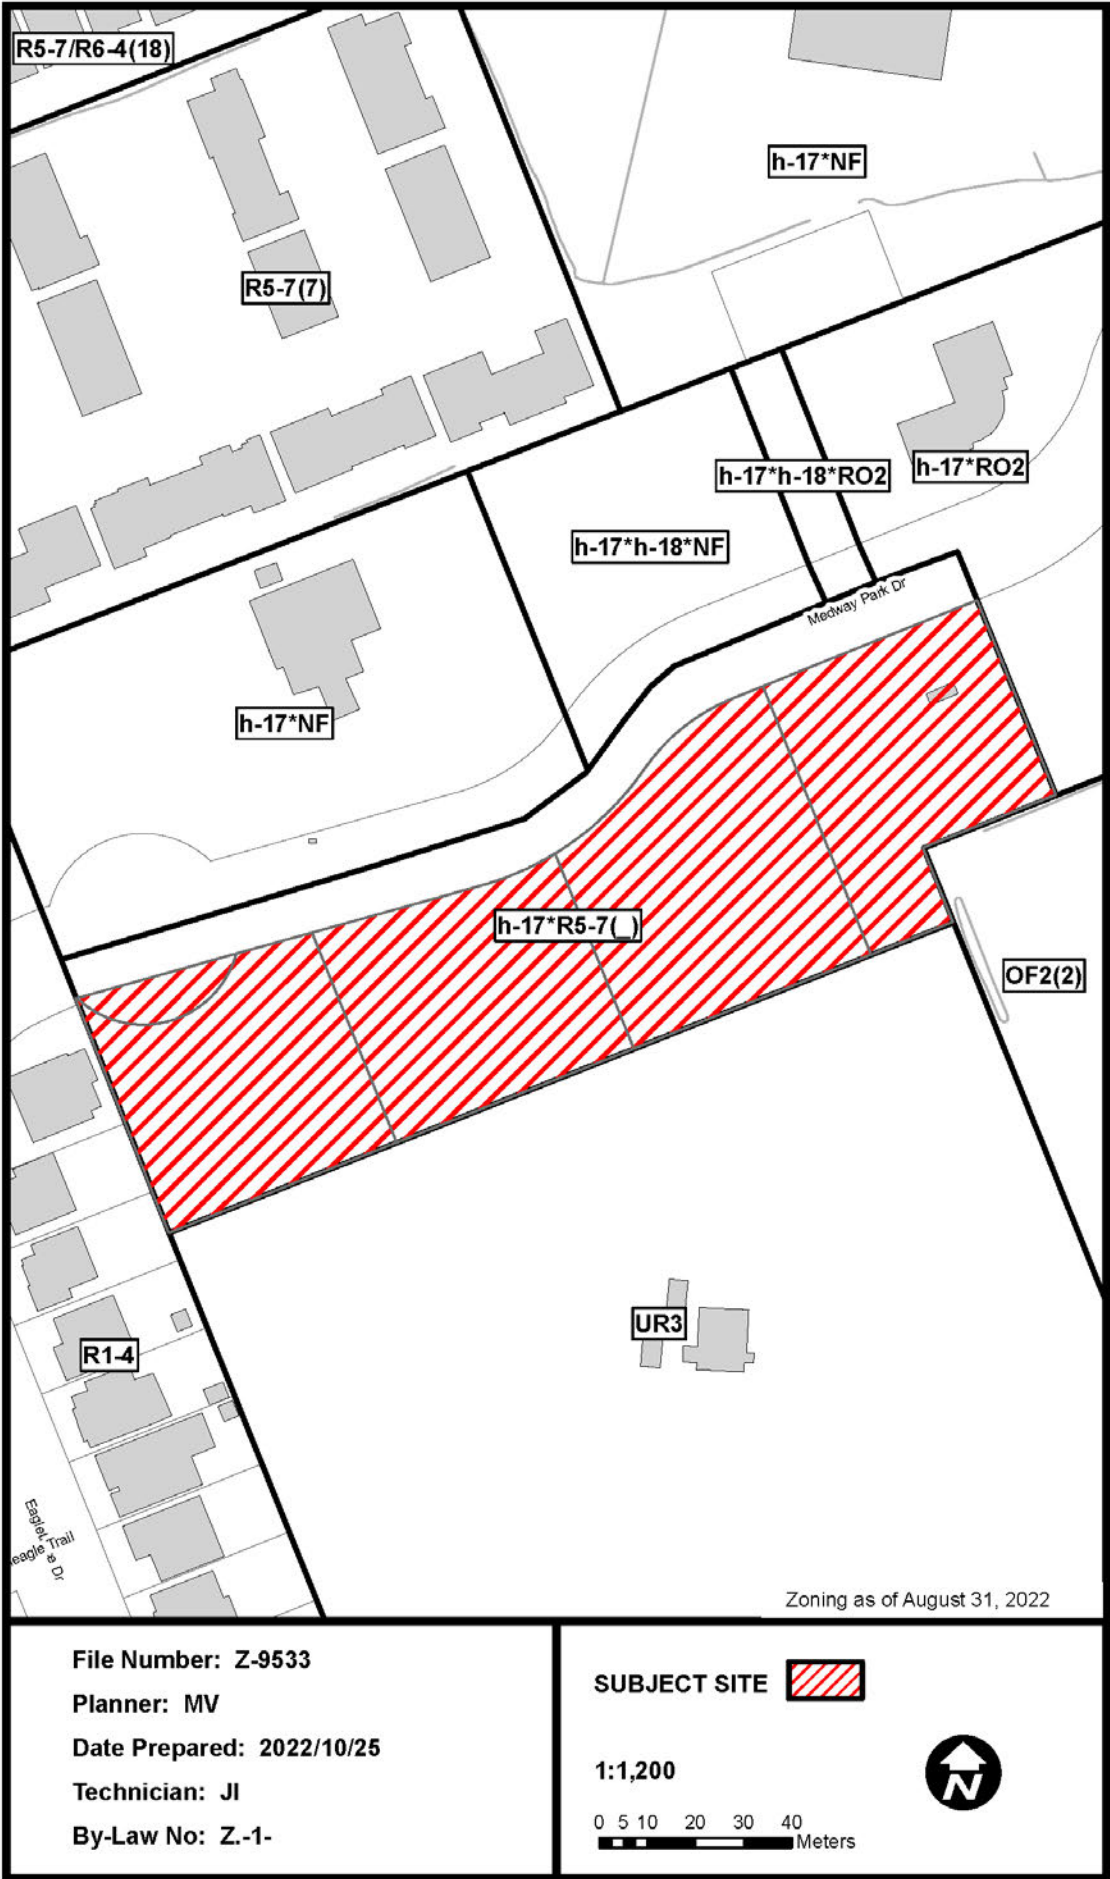 R5-7/R6-4(18)
h-17*NF
R5-7(7)
h-17*RO2
h-17*h-18*RO2
h-17*h-18*NF
Medway Park Dr
h-17*NF
h-17*R5-7(_)
OF2(2)
UR3
R1-4
eagle Trail
Dr
Zoning as of August 31, 2022
File Number: Z-9533
Planner: MV
Date Prepared: 2022/10/25
Technician: JI
By-Law No: Z.-1-
SUBJECT SITE
1:1,200
N
0 5 10 20 30 40
Meters